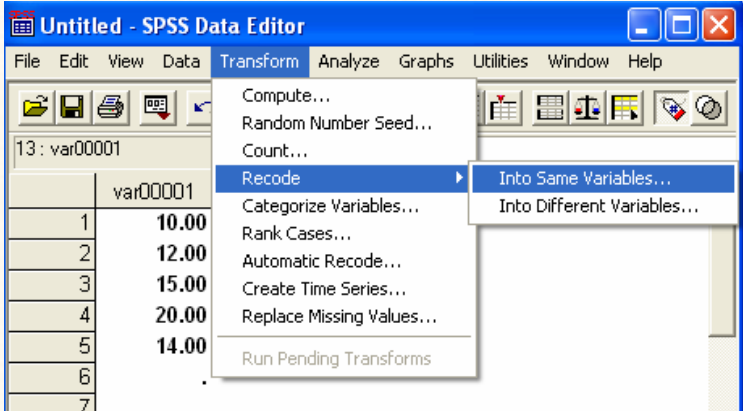 Untitled - SPSS Data Editor
File Edit View Data Transform Analyze Graphs Utilities Window Help
13 : var00001
Compute...
Random Number Seed...
Count...
Recode
Into Same Variables...
Into Different Variables...
Categorize Variables...
Rank Cases...
Automatic Recode...
Create Time Series...
Replace Missing Values...
Run Pending Transforms
var00001
1 10.00
2 12.00
3 15.00
4 20.00
5 14.00
6 .
7